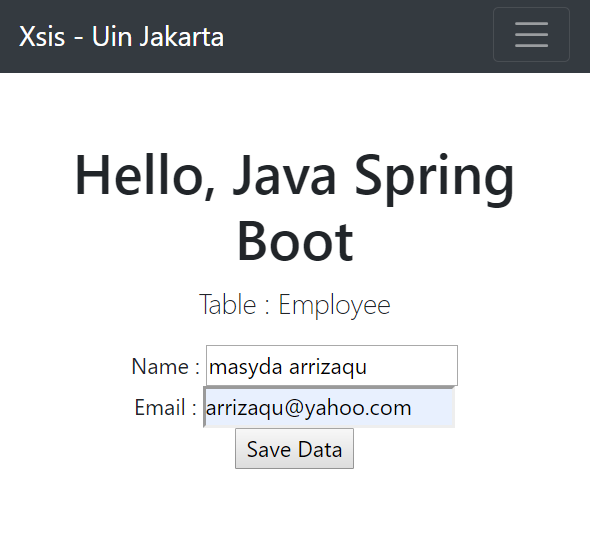 Xsis - Uin Jakarta
Hello, Java Spring
Boot
Table : Employee
Name : masyda arrizaqu
Email : arrizaqu@yahoo.com
Save Data